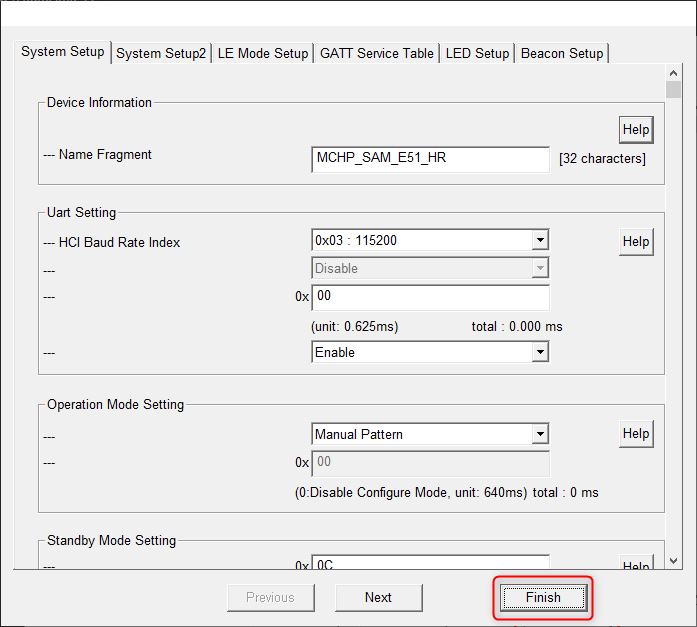 System Setup System Setup2 LE Mode Setup GATT Service Table LED Setup Beacon Setup
Device Information
Help
--- Name Fragment MCHP_SAM_E51_HR [32 characters]
Uart Setting
--- HCI Baud Rate Index 0x03 : 115200 Help
--- Disable
--- 0x 00
(unit: 0.625ms) total : 0.000 ms
--- Enable
Operation Mode Setting
--- Manual Pattern Help
--- 0x 00
(0:Disable Configure Mode, unit: 640ms) total : 0 ms
Standby Mode Setting
--- 0x 0C Help
Previous Next Finish